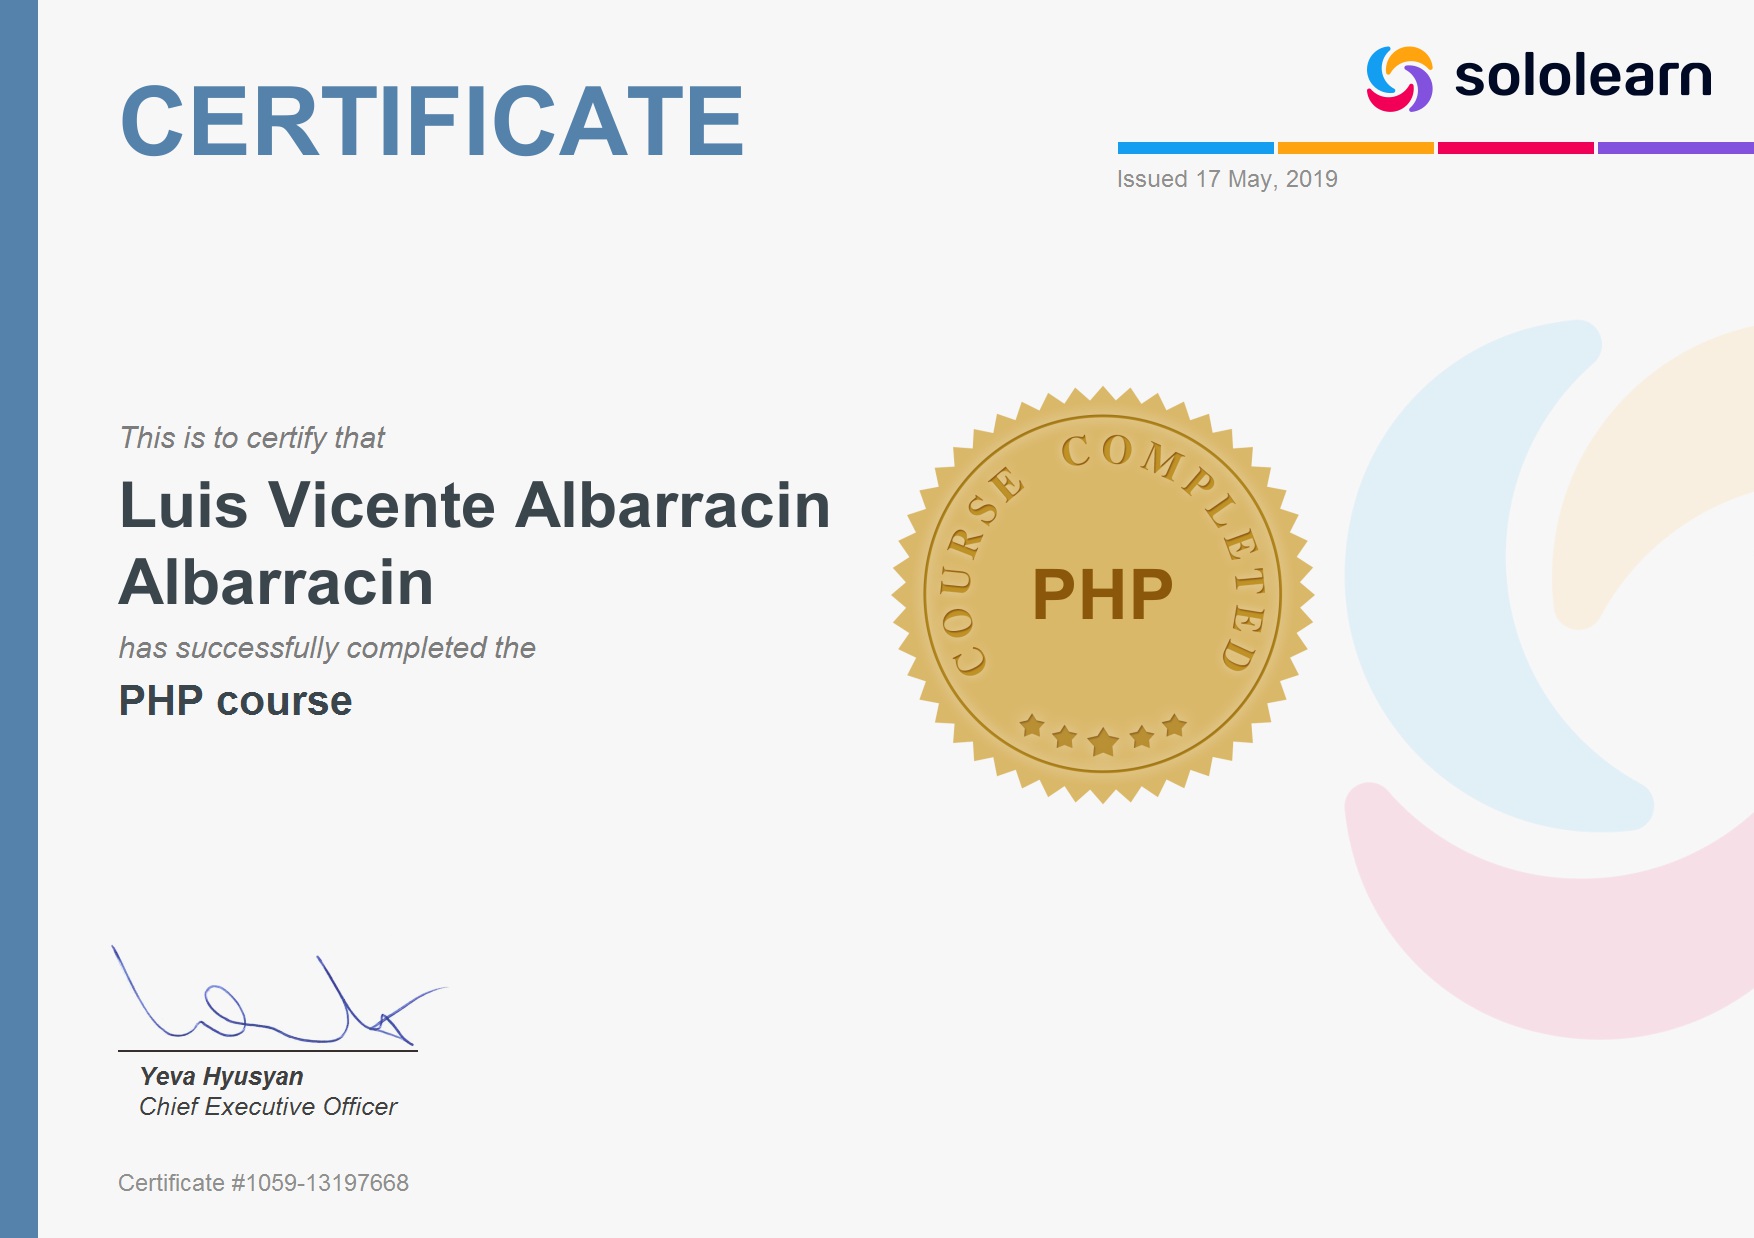 CERTIFICATE
sololearn
Issued 17 May, 2019
This is to certify that
Luis Vicente Albarracin
Albarracin
has successfully completed the
PHP course
COURSE COMPLETED
PHP
Yeva Hyusyan
Chief Executive Officer
Certificate #1059-13197668